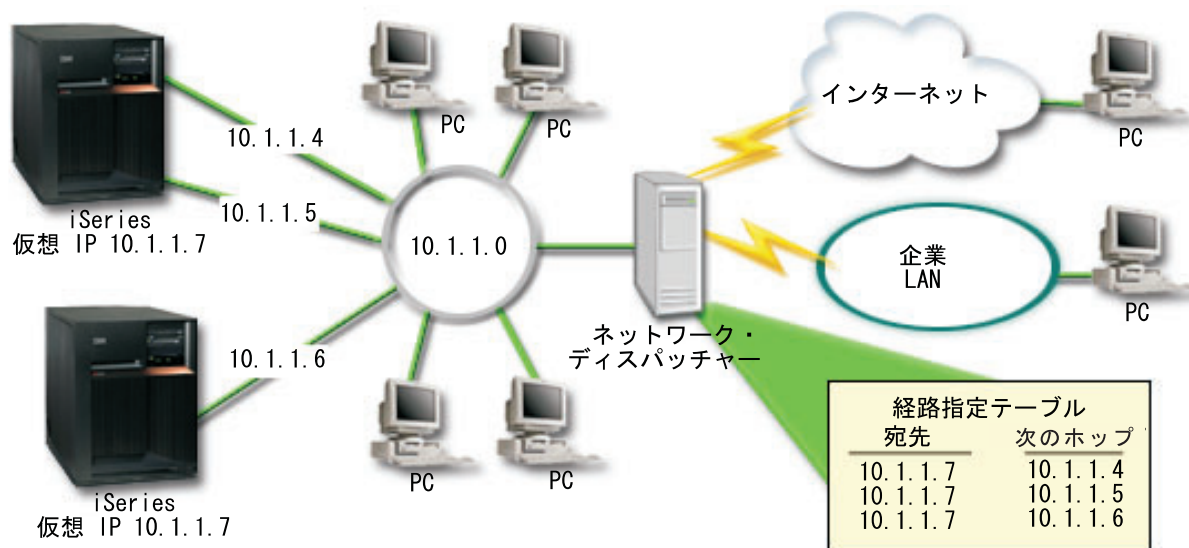 10.1.1.4
10.1.1.5
iSeries
仮想 IP 10.1.1.7
10.1.1.6
iSeries
仮想 IP 10.1.1.7
PC
PC
10.1.1.0
PC
PC
ネットワーク・
ディスパッチャー
インターネット
PC
企業
LAN
PC
経路指定テーブル
宛先 次のホップ
10.1.1.7 10.1.1.4
10.1.1.7 10.1.1.5
10.1.1.7 10.1.1.6